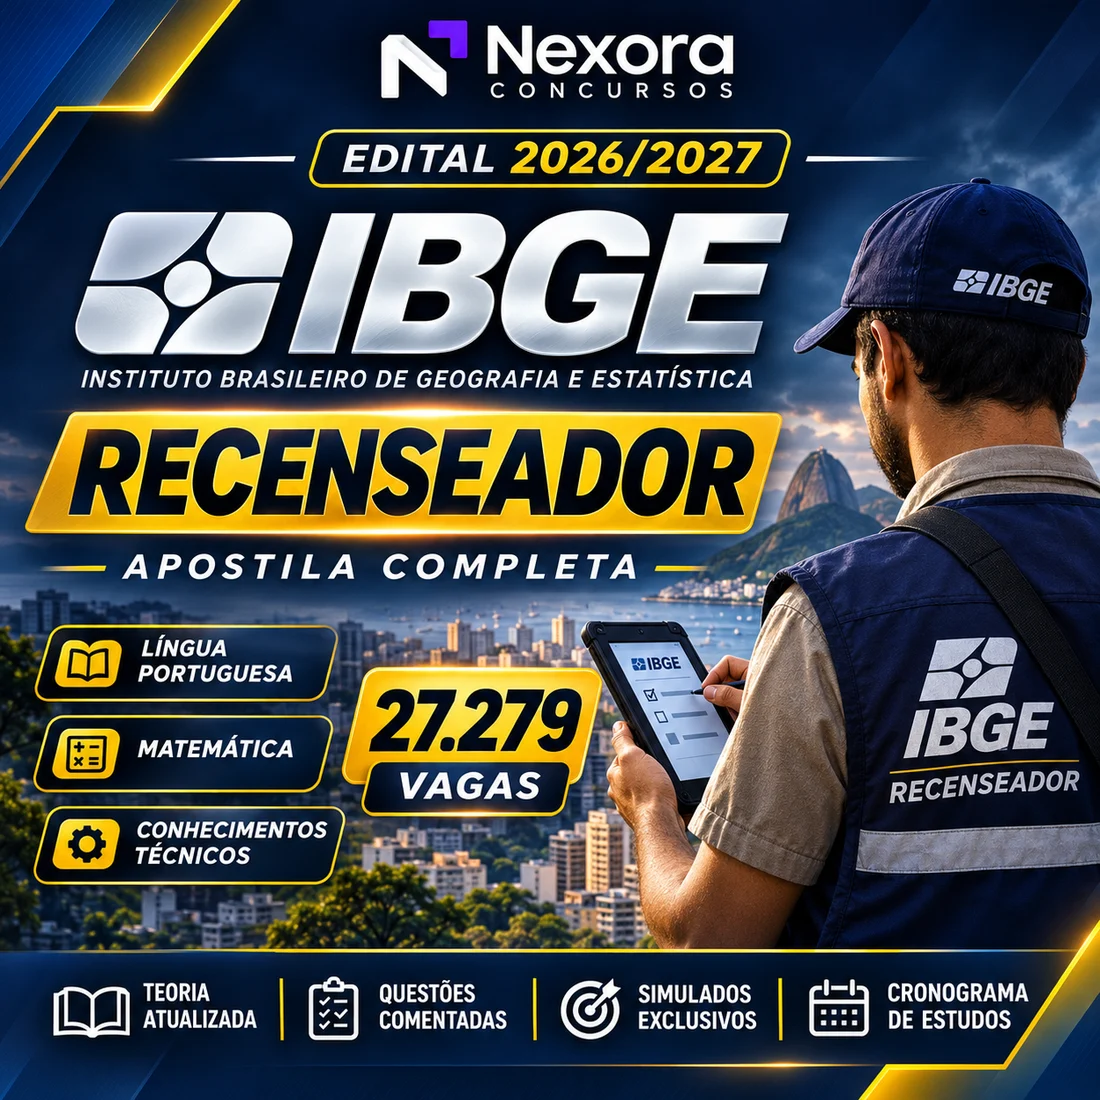 Nexora
CONCURSOS
EDITAL 2026/2027
IBGE
INSTITUTO BRASILEIRO DE GEOGRAFIA E ESTATÍSTICA
RECENSEADOR
APOSTILA COMPLETA
LÍNGUA
PORTUGUESA
MATEMÁTICA
CONHECIMENTOS
TÉCNICOS
27.279
VAGAS
IBGE
IBGE
IBGE
RECENSEADOR
TEORIA
ATUALIZADA
QUESTÕES
COMENTADAS
SIMULADOS
EXCLUSIVOS
CRONOGRAMA
DE ESTUDOS